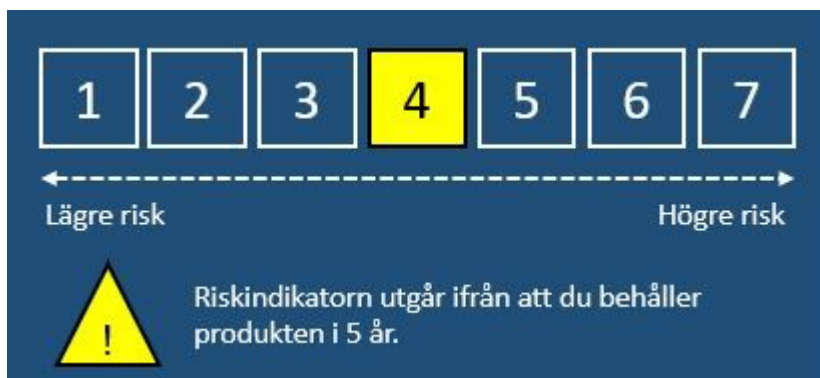 1 2 3 4 5 6 7
Lägre risk Högre risk
! Riskindikatorn utgår ifrån att du behåller
produkten i 5 år.